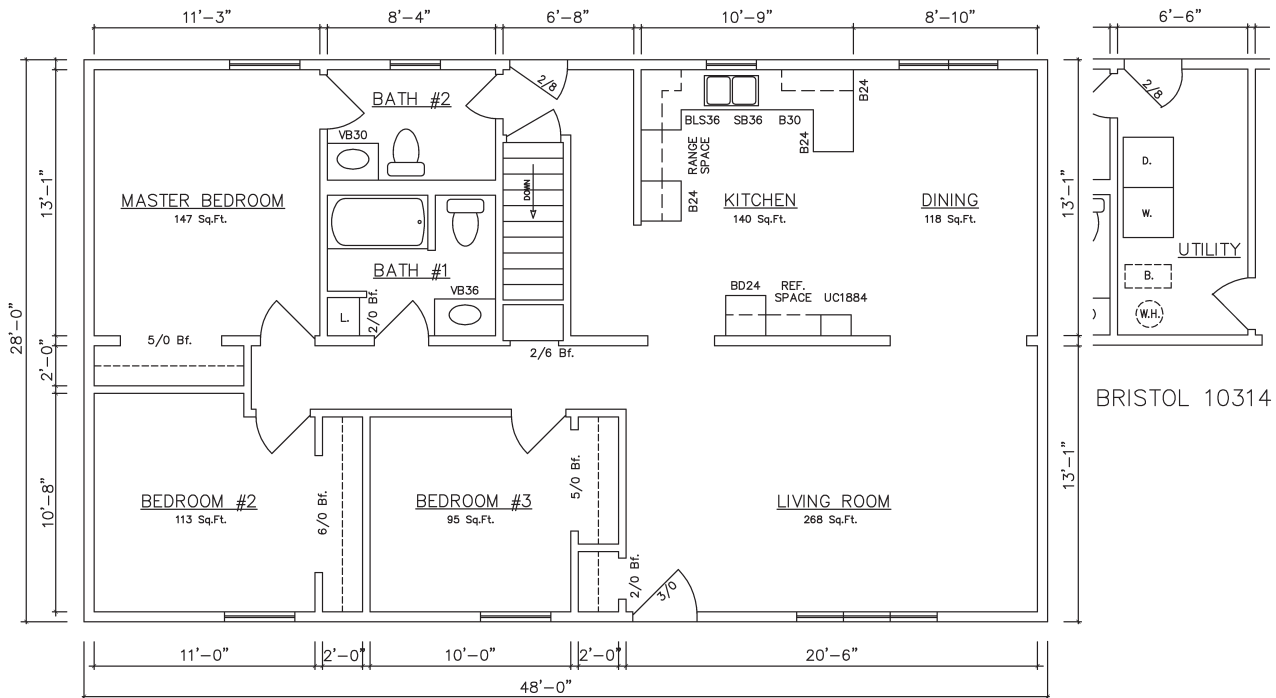 11'-3" 8'-4" 6'-8" 10'-9" 8'-10" 6'-6"
2/8
2/8
BATH #2
B24
VB30
BLS36 SB36 B30
B24
RANGE
SPACE
D.
DOWN
MASTER BEDROOM
147 Sq.Ft.
KITCHEN
140 Sq.Ft.
DINING
118 Sq.Ft.
B24
W.
13'-1"
13'-1"
28'-0"
UTILITY
BATH #1
B.
VB36
L.
2/0 Bf.
BD24
REF.
SPACE
UC1884
W.H.
5/0 Bf.
2/6 Bf.
2'-0"
BRISTOL 10314
10'-8"
13'-1"
BEDROOM #2
113 Sq.Ft.
6/0 Bf.
BEDROOM #3
95 Sq.Ft.
5/0 Bf.
LIVING ROOM
268 Sq.Ft.
2/0 Bf.
3/0
11'-0" 2'-0" 10'-0" 2'-0" 20'-6"
48'-0"